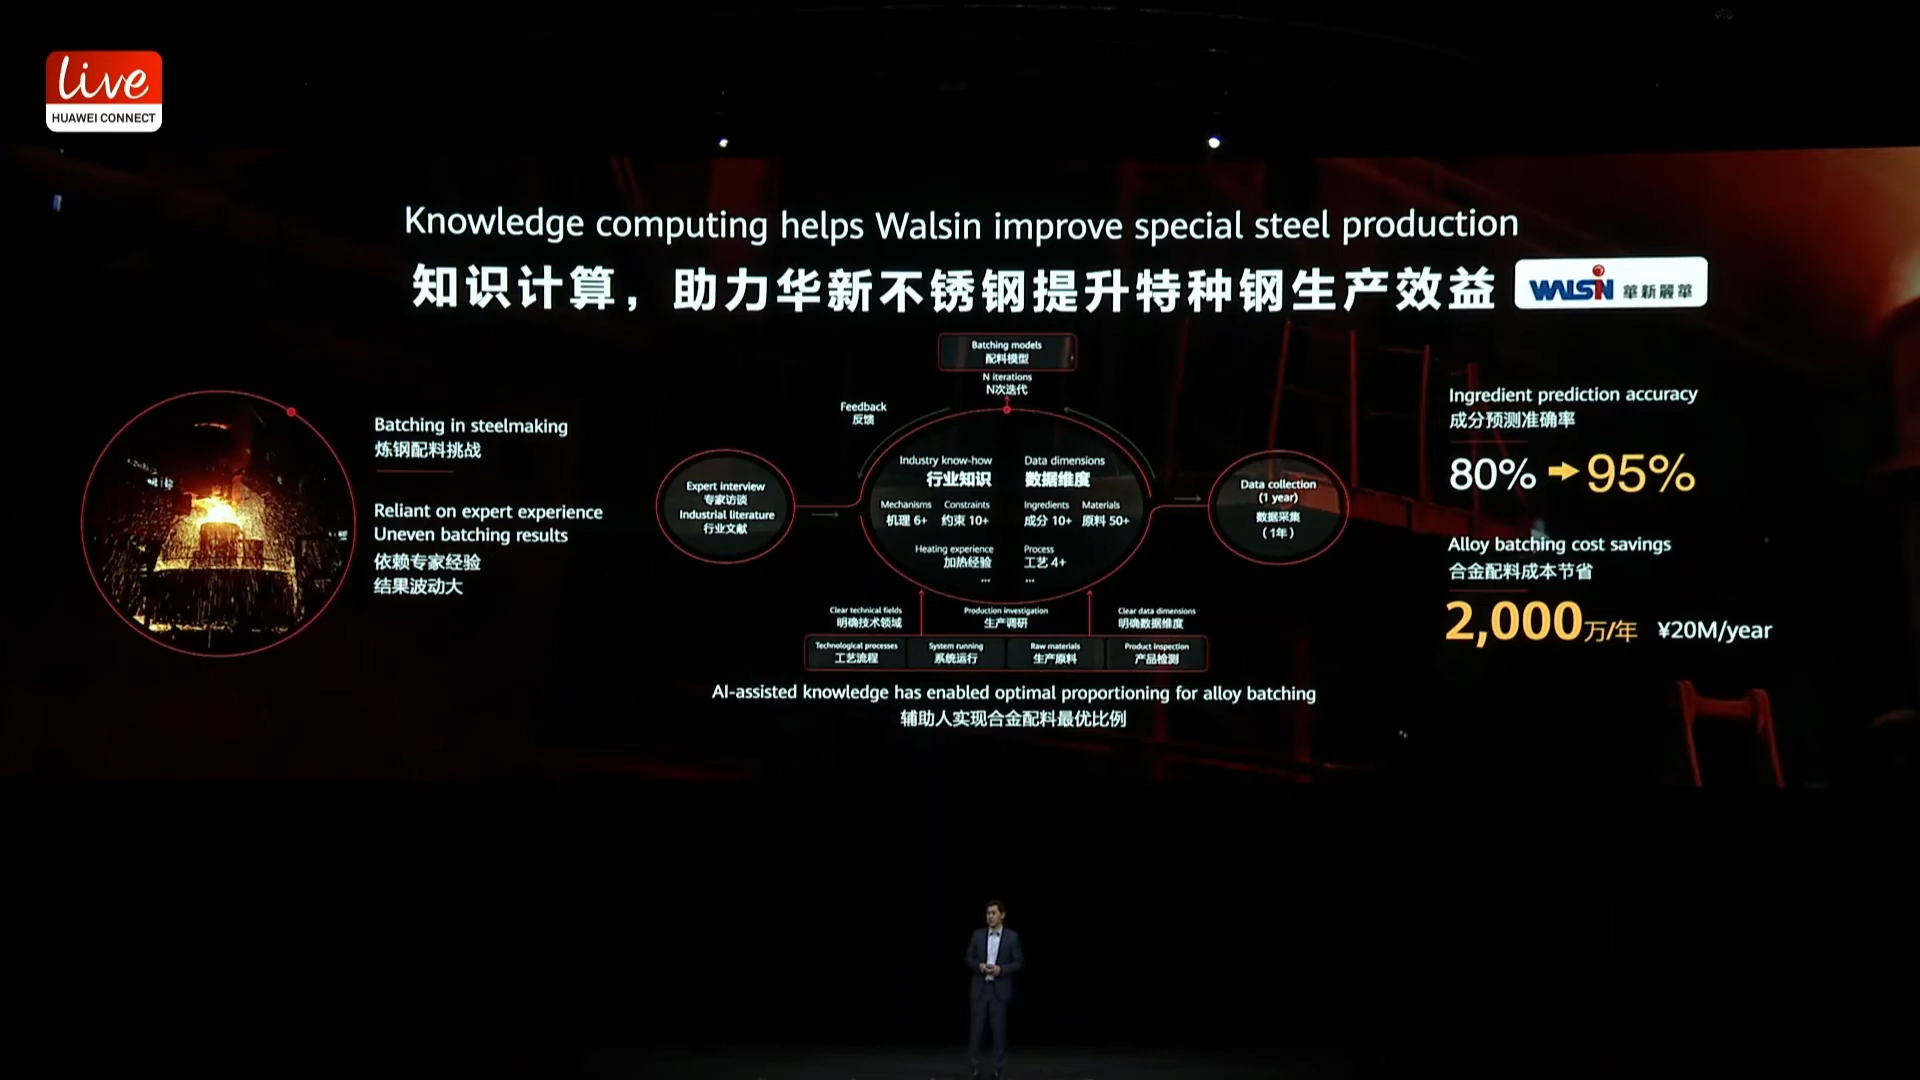 Live
HUAWEI CONNECT
Knowledge computing helps Walsin improve special steel production
知识计算，助力华新不锈钢提升特种钢生产效益
WALSIN 華新麗華
Batching in steelmaking
炼钢配料挑战
Reliant on expert experience
Uneven batching results
依赖专家经验
结果波动大
Batching models
配料模型
N iterations
N次迭代
Feedback
反馈
Expert interview
专家访谈
Industrial literature
行业文献
Industry know-how
行业知识
Mechanisms Constraints
机理 6+ 约束 10+
Heating experience
加热经验
...
Data dimensions
数据维度
Ingredients Materials
成分 10+ 原料 50+
Process
工艺 4+
...
Data collection
(1 year)
数据采集
（1年）
Clear technical fields
明确技术领域
Production investigation
生产调研
Clear data dimensions
明确数据维度
Technological processes
工艺流程
System running
系统运行
Raw materials
生产原料
Product inspection
产品检测
AI-assisted knowledge has enabled optimal proportioning for alloy batching
辅助人实现合金配料最优比例
Ingredient prediction accuracy
成分预测准确率
80% 95%
Alloy batching cost savings
合金配料成本节省
2,000万/年 ¥20M/year